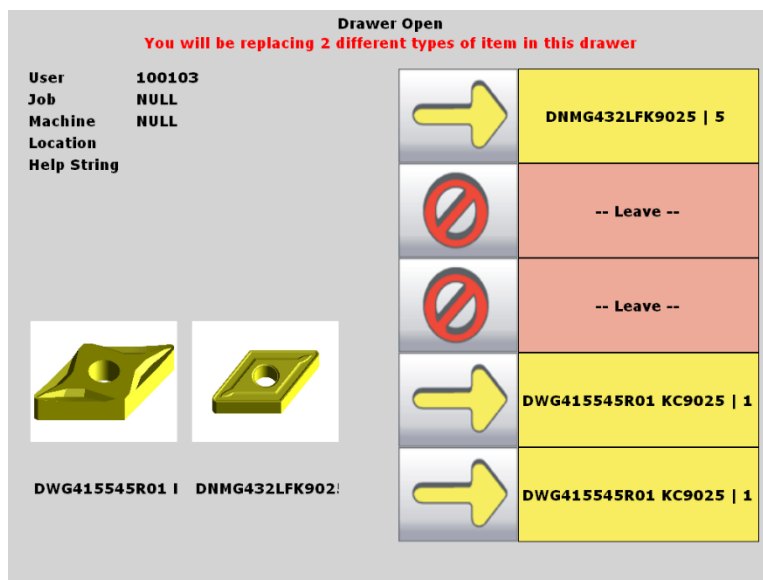 Drawer Open
You will be replacing 2 different types of item in this drawer
User 100103
Job NULL
Machine NULL
Location
Help String
DNMG432LFK9025 | 5
-- Leave --
-- Leave --
DWG415545R01 KC9025 | 1
DWG415545R01 KC9025 | 1
DWG415545R01 DNMG432LFK902